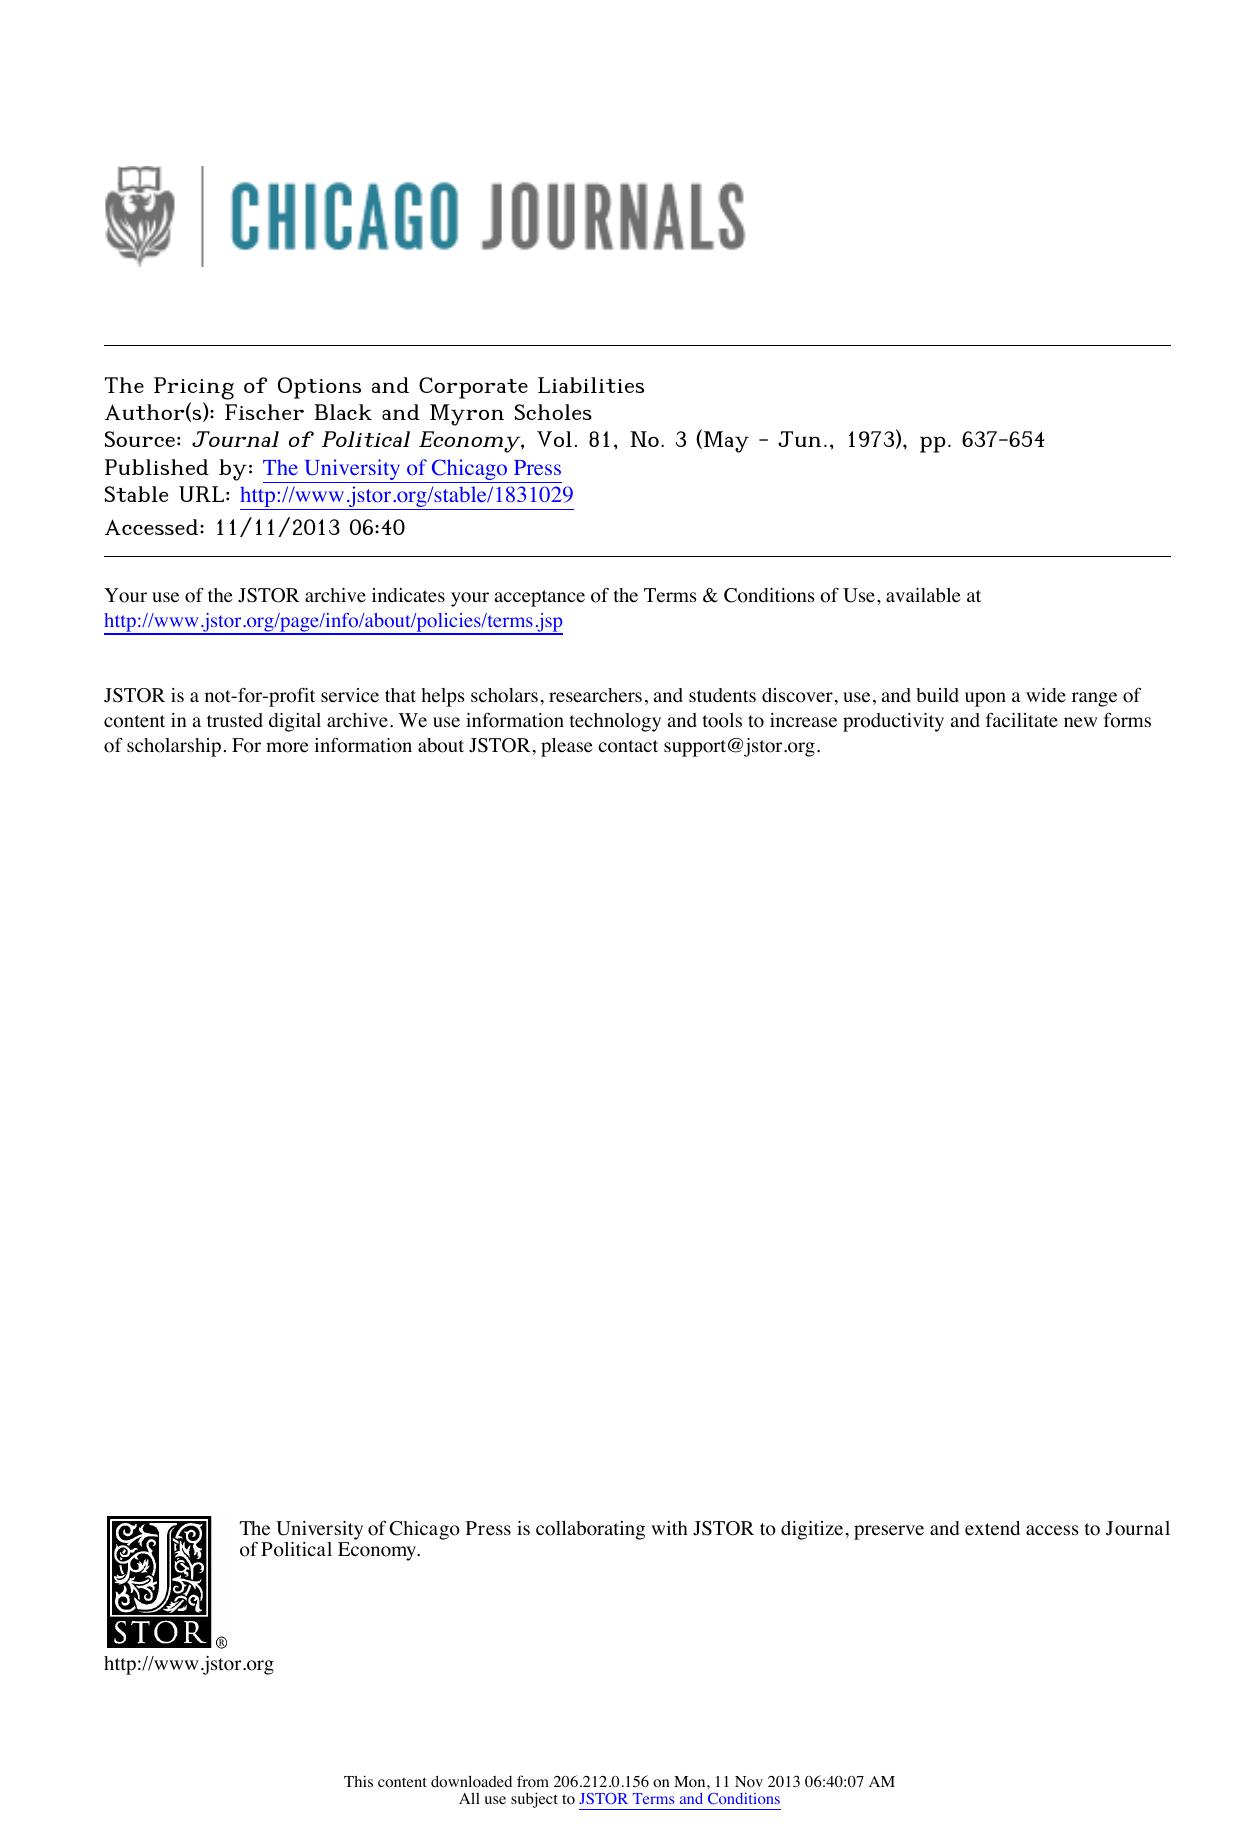 CHICAGO JOURNALS
The Pricing of Options and Corporate Liabilities
Author(s): Fischer Black and Myron Scholes
Source: Journal of Political Economy, Vol. 81, No. 3 (May - Jun., 1973), pp. 637-654
Published by: The University of Chicago Press
Stable URL: http://www.jstor.org/stable/1831029
Accessed: 11/11/2013 06:40
Your use of the JSTOR archive indicates your acceptance of the Terms & Conditions of Use, available at
http://www.jstor.org/page/info/about/policies/terms.jsp
JSTOR is a not-for-profit service that helps scholars, researchers, and students discover, use, and build upon a wide range of
content in a trusted digital archive. We use information technology and tools to increase productivity and facilitate new forms
of scholarship. For more information about JSTOR, please contact support@jstor.org.
The University of Chicago Press is collaborating with JSTOR to digitize, preserve and extend access to Journal
of Political Economy.
J
STOR ®
http://www.jstor.org
This content downloaded from 206.212.0.156 on Mon, 11 Nov 2013 06:40:07 AM
All use subject to JSTOR Terms and Conditions